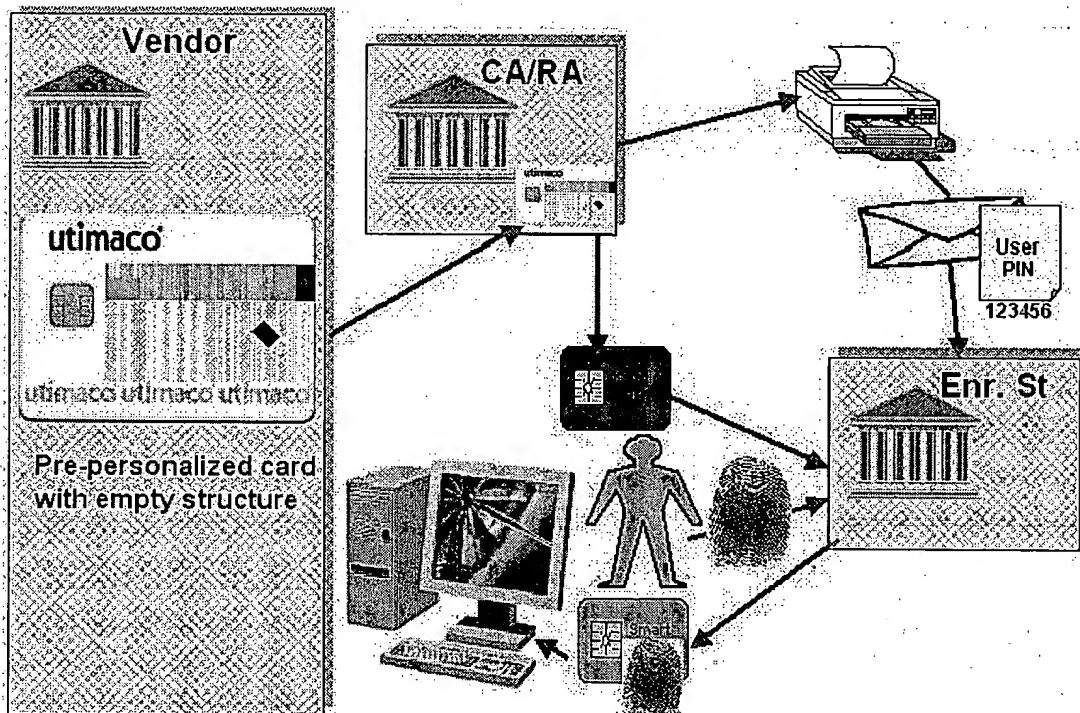 Vendor
utimaco
utimaco utimaco utimaco
Pre-personalized card
with empty structure
CA/RA
utimaco
User
PIN
123456
Enr. St
Smart